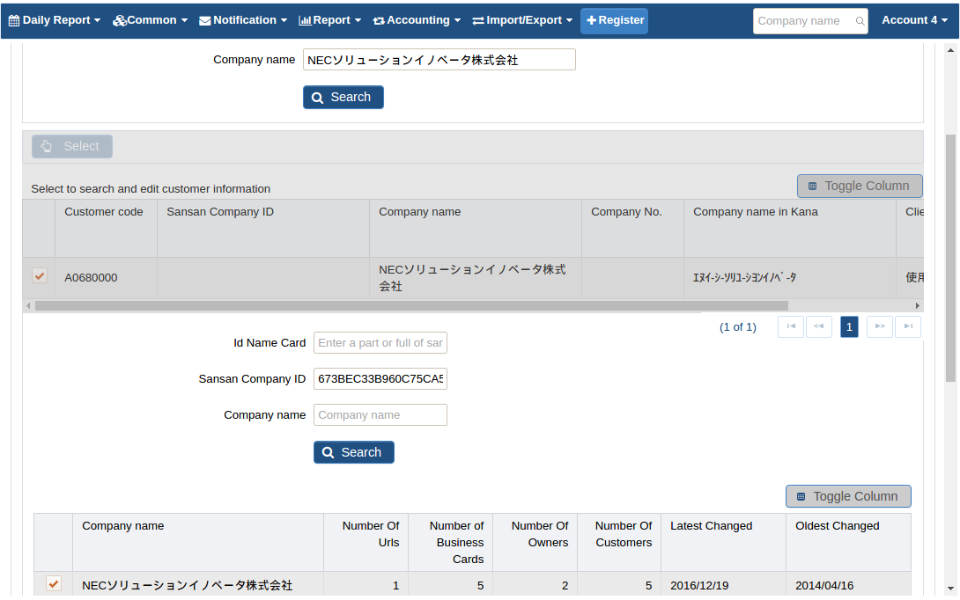 Daily Report Common Notification Report Accounting Import/Export Register Company name Account 4
Company name NECソリューションイノベータ株式会社
Search
Select
Select to search and edit customer information
Toggle Column
Customer code Sansan Company ID Company name Company No. Company name in Kana Clie
A0680000 NECソリューションイノベータ株式
会社 ｴﾇｲ-ｼ-ｿﾘﾕ-ｼﾖﾝｲﾉﾍﾞ-ﾀ 使用
(1 of 1) 1
Id Name Card Enter a part or full of sar
Sansan Company ID 673BEC33B960C75CA5
Company name Company name
Search
Toggle Column
Company name Number Of Urls Number of Business Cards Number Of Owners Number Of Customers Latest Changed Oldest Changed
NECソリューションイノベータ株式会社 1 5 2 5 2016/12/19 2014/04/16